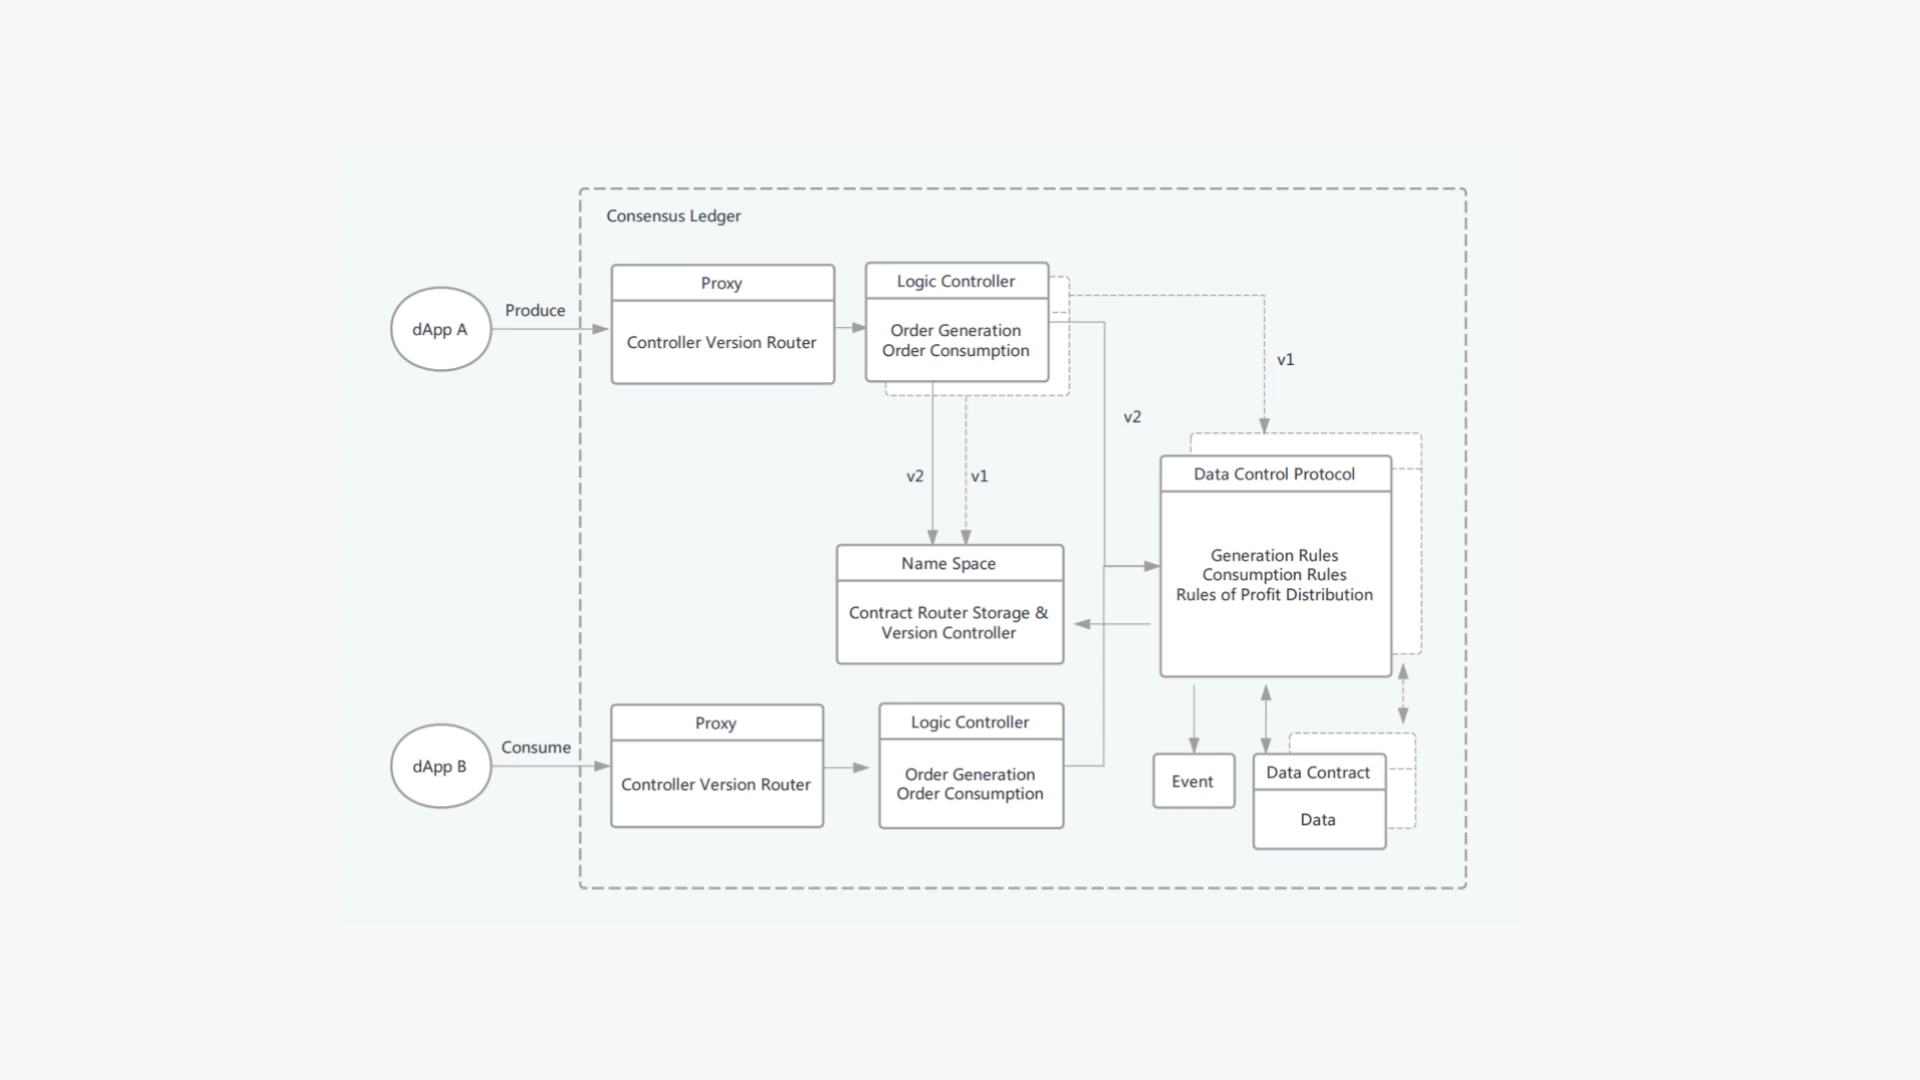 Consensus Ledger
dApp A
Produce
Proxy
Controller Version Router
Logic Controller
Order Generation
Order Consumption
v1
v2
v2
v1
Data Control Protocol
Generation Rules
Consumption Rules
Rules of Profit Distribution
Name Space
Contract Router Storage &
Version Controller
dApp B
Consume
Proxy
Controller Version Router
Logic Controller
Order Generation
Order Consumption
Event
Data Contract
Data